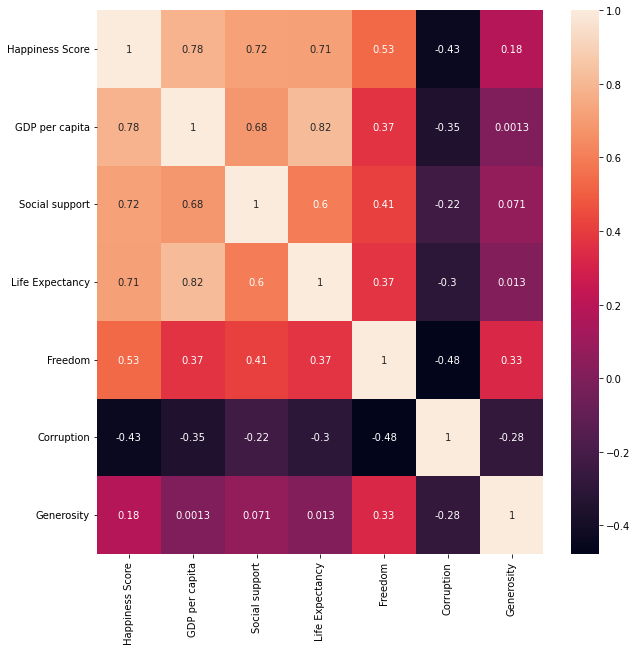 Happiness Score 1 0.78 0.72 0.71 0.53 -0.43 0.18
GDP per capita 0.78 1 0.68 0.82 0.37 -0.35 0.0013
Social support 0.72 0.68 1 0.6 0.41 -0.22 0.071
Life Expectancy 0.71 0.82 0.6 1 0.37 -0.3 0.013
Freedom 0.53 0.37 0.41 0.37 1 -0.48 0.33
Corruption -0.43 -0.35 -0.22 -0.3 -0.48 1 -0.28
Generosity 0.18 0.0013 0.071 0.013 0.33 -0.28 1
Happiness Score
GDP per capita
Social support
Life Expectancy
Freedom
Corruption
Generosity
1.0
0.8
0.6
0.4
0.2
0.0
−0.2
−0.4